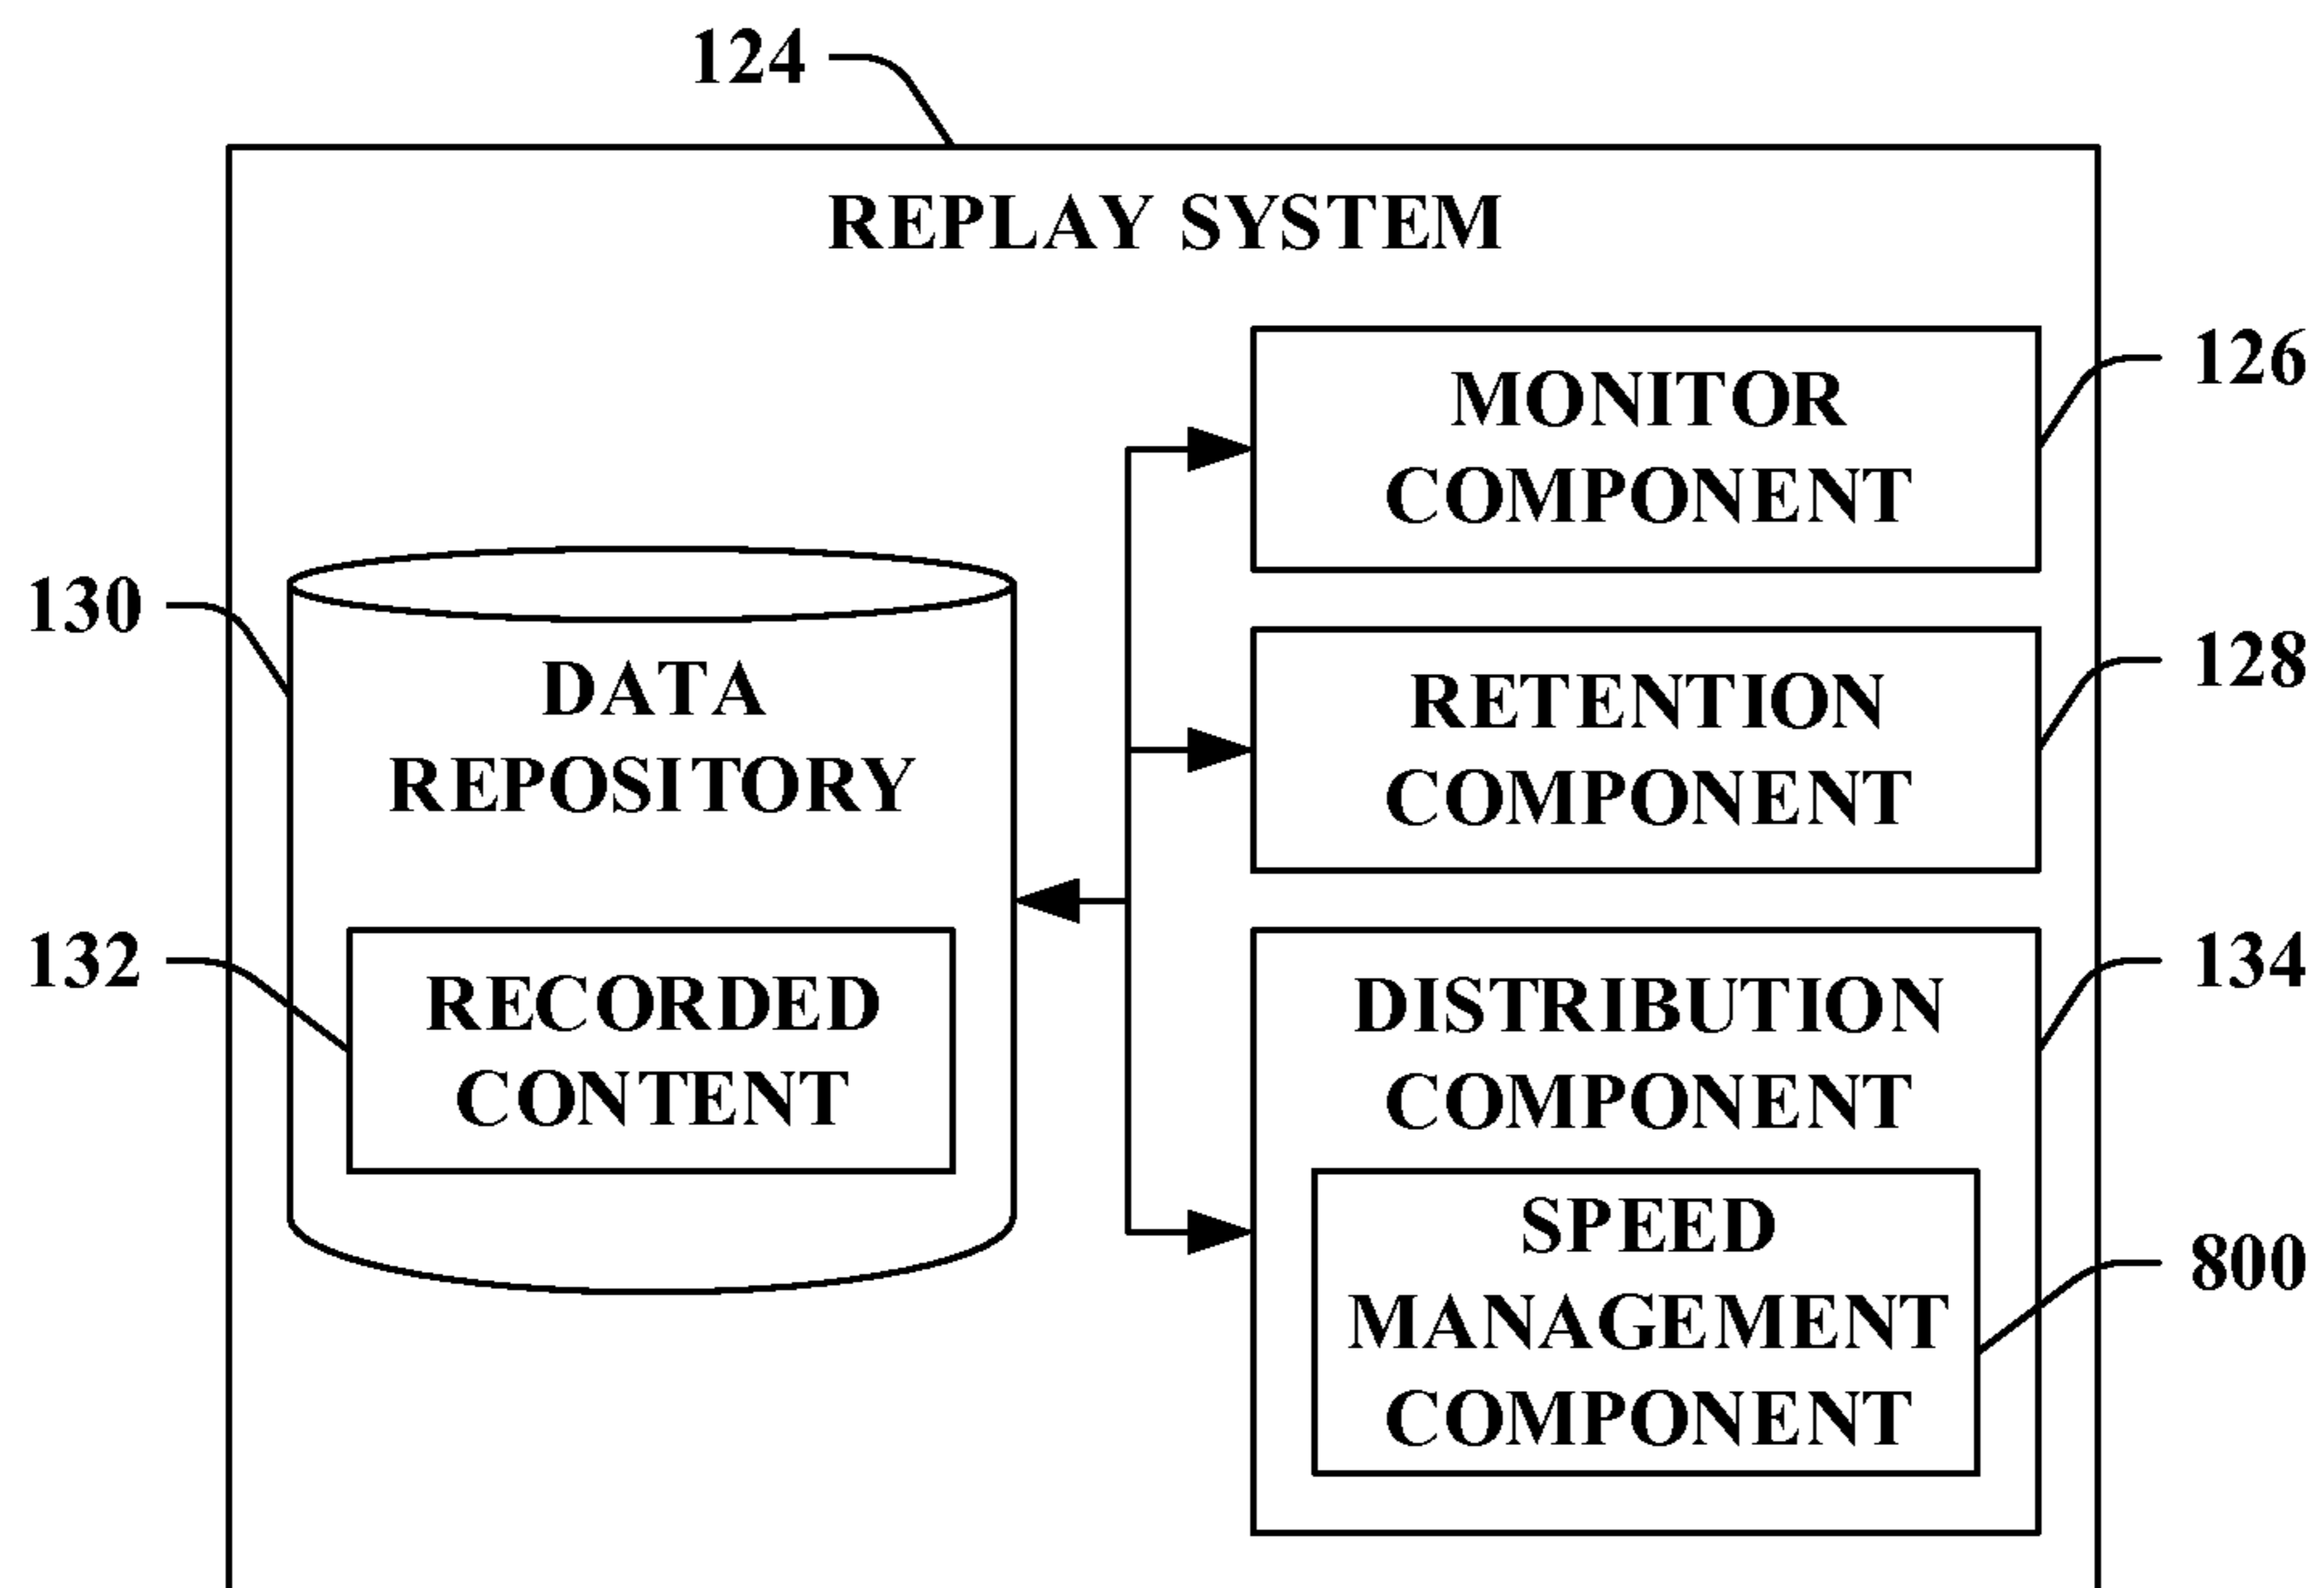 124
REPLAY SYSTEM
MONITOR
COMPONENT
126
130
DATA
REPOSITORY
RETENTION
COMPONENT
128
132
RECORDED
CONTENT
DISTRIBUTION
COMPONENT
134
SPEED
MANAGEMENT
COMPONENT
800